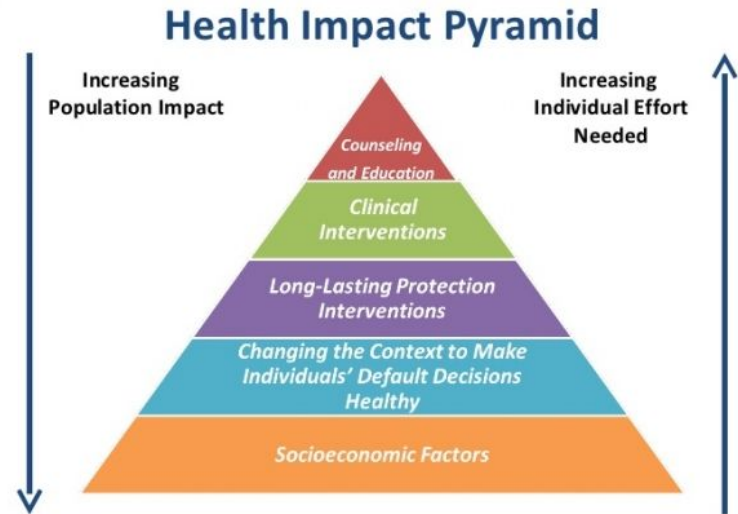 Health Impact Pyramid
Increasing
Population Impact
Increasing
Individual Effort
Needed
Counseling
and Education
Clinical
Interventions
Long-Lasting Protection
Interventions
Changing the Context to Make
Individuals’ Default Decisions
Healthy
Socioeconomic Factors